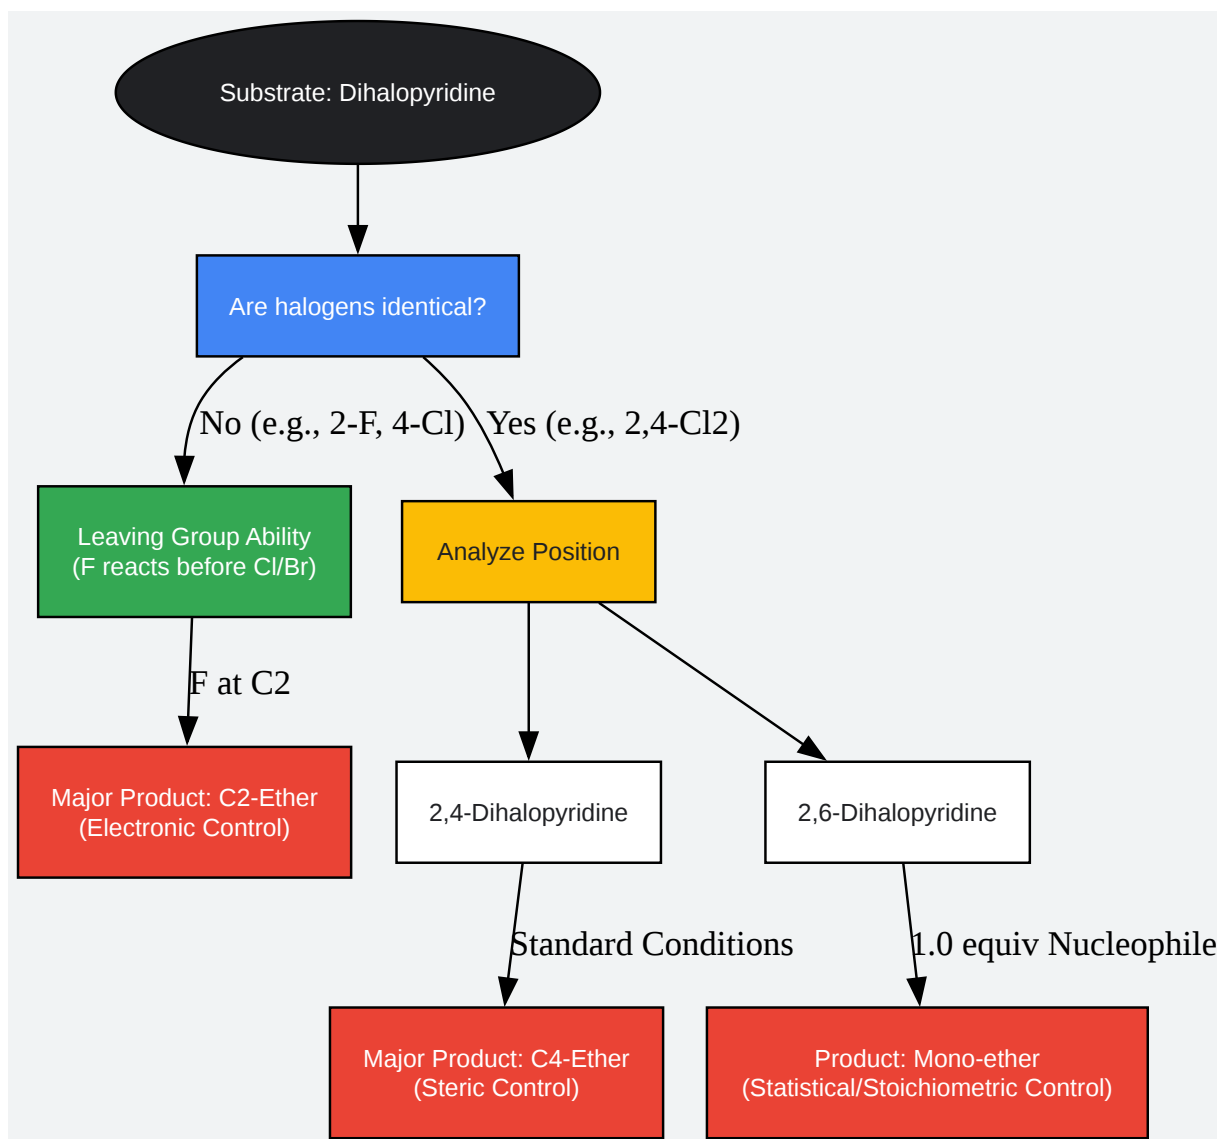 Substrate: Dihalopyridine
Are halogens identical?
No (e.g., 2-F, 4-Cl)
Yes (e.g., 2,4-Cl2)
Leaving Group Ability
(F reacts before Cl/Br)
Analyze Position
F at C2
Major Product: C2-Ether
(Electronic Control)
2,4-Dihalopyridine
2,6-Dihalopyridine
Standard Conditions
1.0 equiv Nucleophile
Major Product: C4-Ether
(Steric Control)
Product: Mono-ether
(Statistical/Stoichiometric Control)